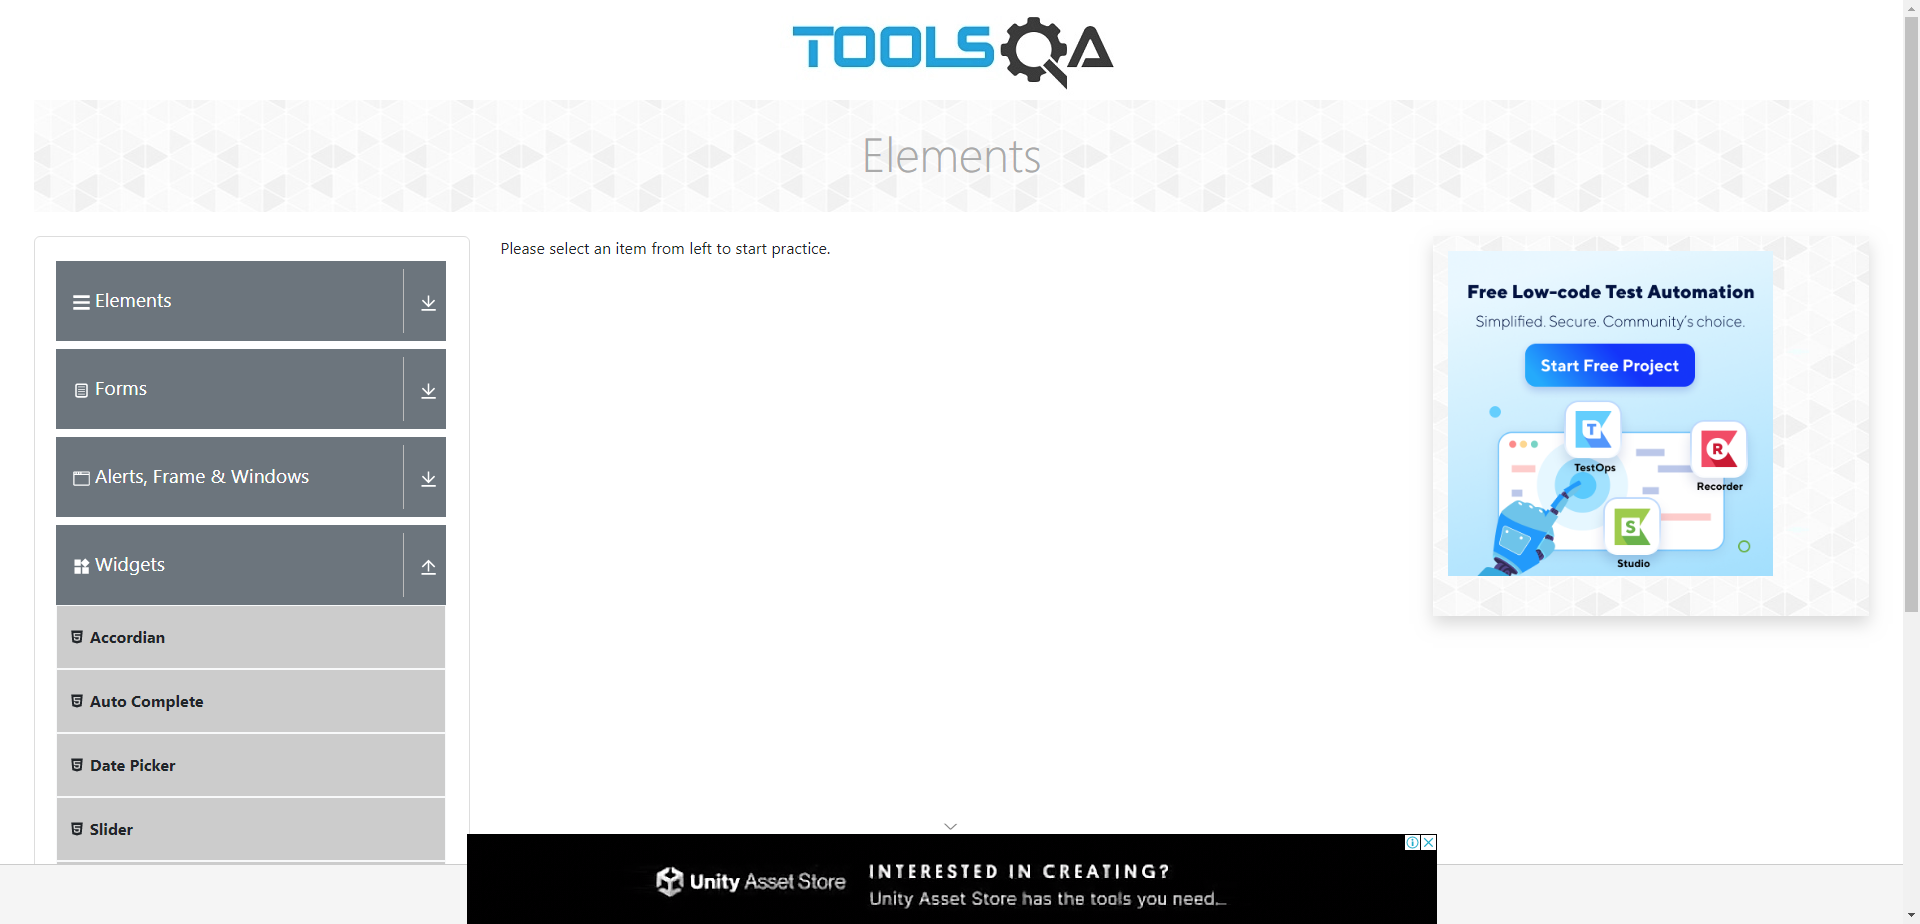 TOOLSQA
Elements
Elements
Forms
Alerts, Frame & Windows
Widgets
Accordian
Auto Complete
Date Picker
Slider
Please select an item from left to start practice.
Free Low-code Test Automation
Simplified. Secure. Community's choice.
Start Free Project
T
TestOps
R
Recorder
S
Studio
Unity Asset Store
INTERESTED IN CREATING?
Unity Asset Store has the tools you need...